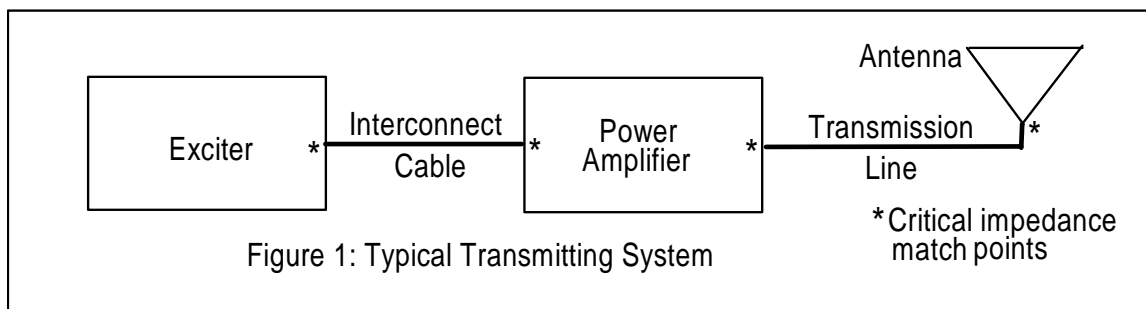 Antenna
Exciter
*
Interconnect
Cable
*
Power
Amplifier
*
Transmission
Line
*
* Critical impedance
match points
Figure 1: Typical Transmitting System